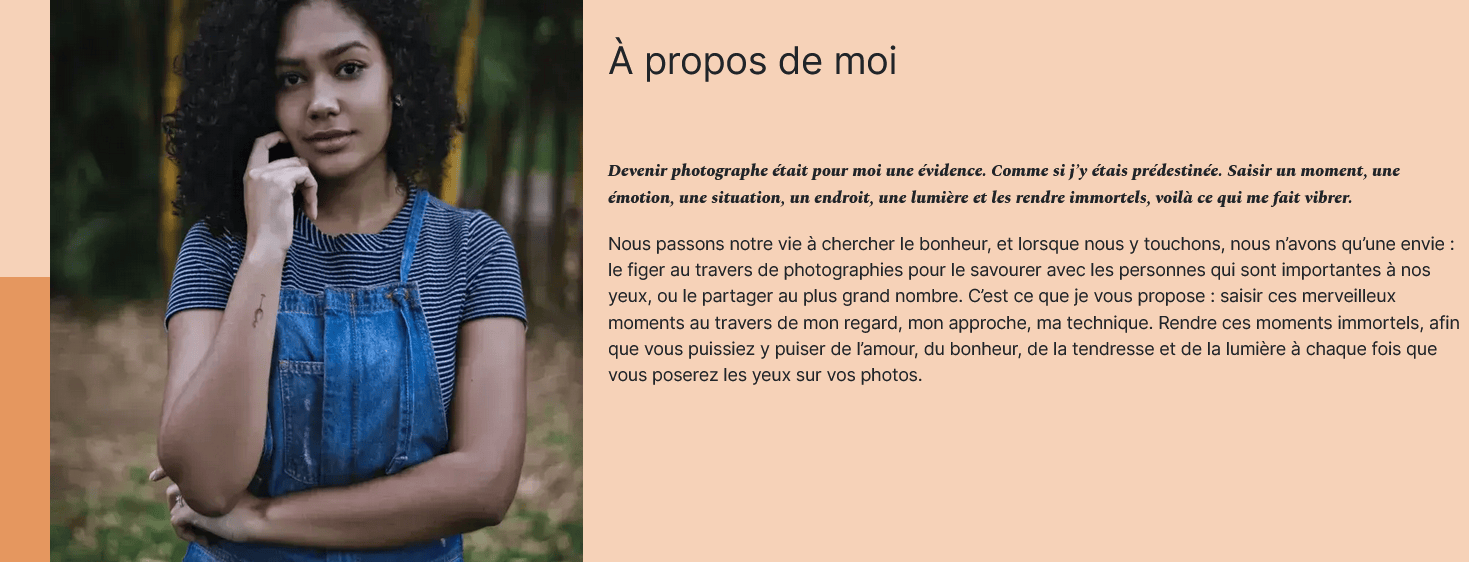 À propos de moi
Devenir photographe était pour moi une évidence. Comme si j’y étais prédestinée. Saisir un moment, une
émotion, une situation, un endroit, une lumière et les rendre immortels, voilà ce qui me fait vibrer.
Nous passons notre vie à chercher le bonheur, et lorsque nous y touchons, nous n’avons qu’une envie :
le figer au travers de photographies pour le savourer avec les personnes qui sont importantes à nos
yeux, ou le partager au plus grand nombre. C’est ce que je vous propose : saisir ces merveilleux
moments au travers de mon regard, mon approche, ma technique. Rendre ces moments immortels, afin
que vous puissiez y puiser de l’amour, du bonheur, de la tendresse et de la lumière à chaque fois que
vous poserez les yeux sur vos photos.